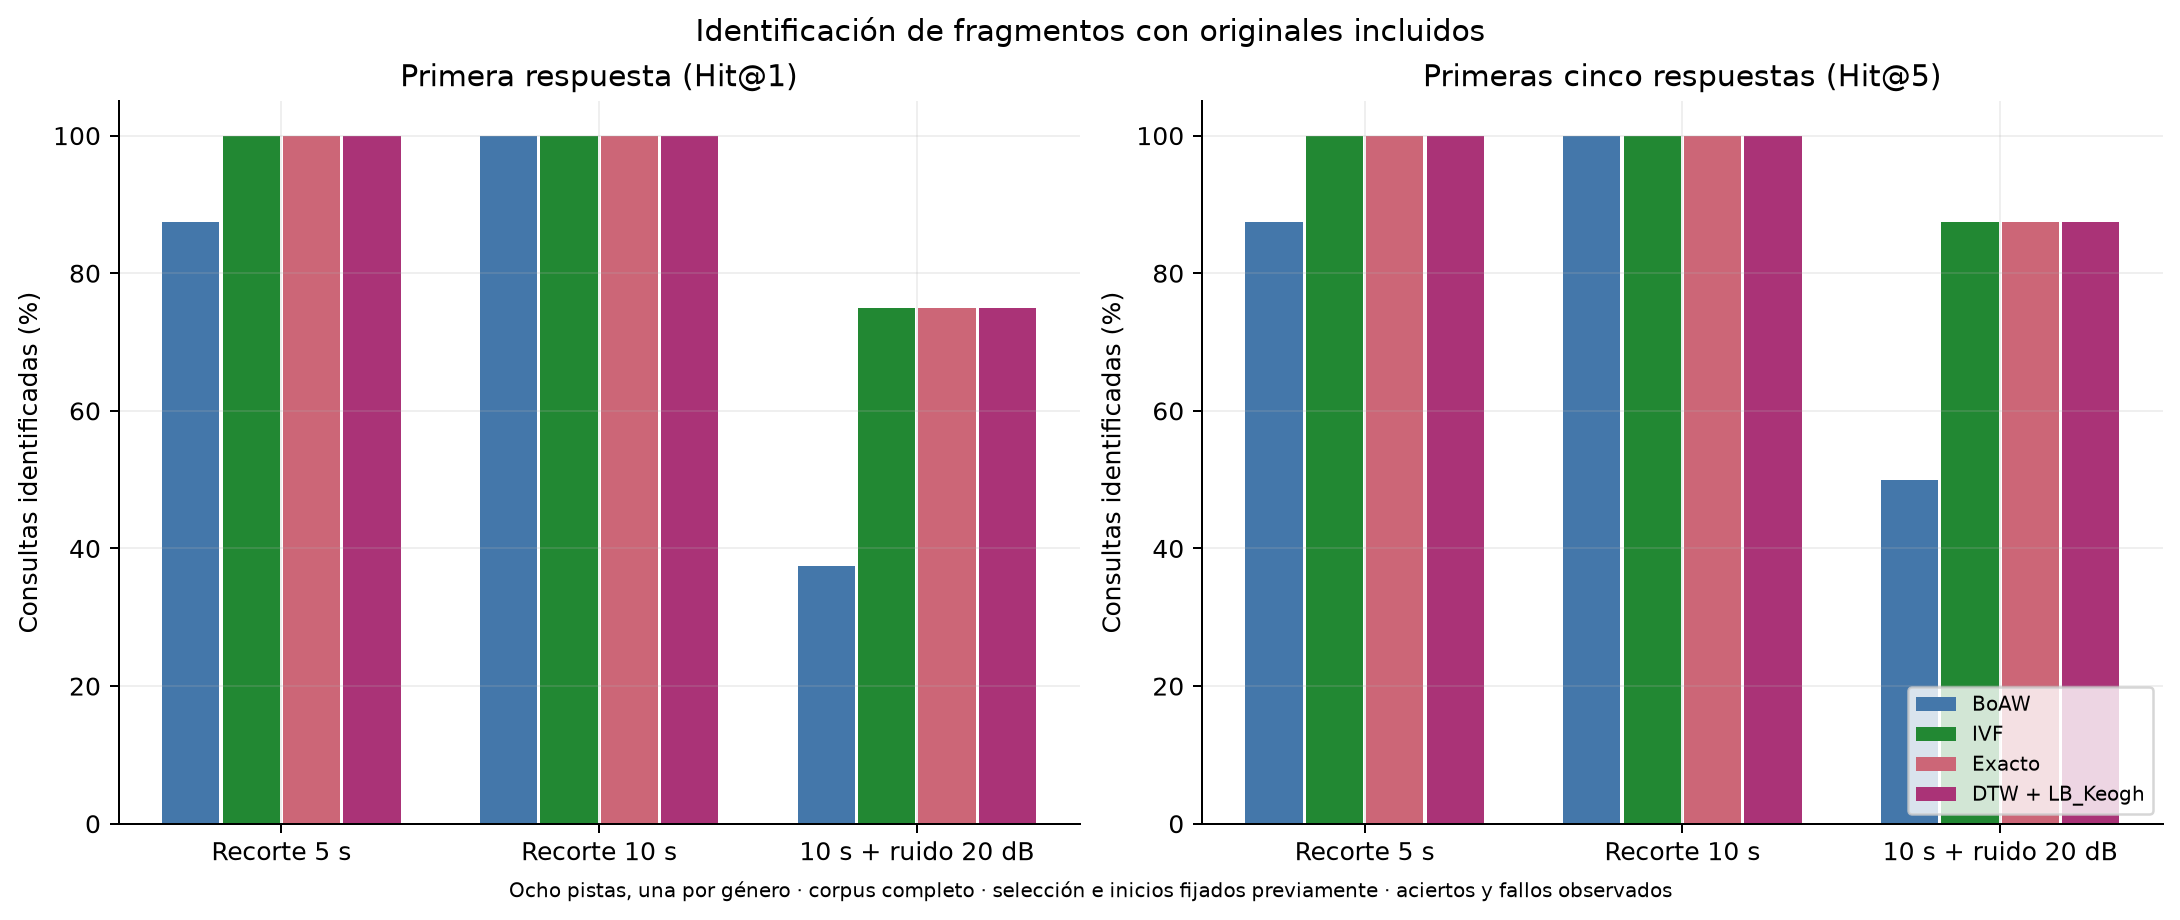 Identificación de fragmentos con originales incluidos
Primera respuesta (Hit@1)
Consultas identificadas (%)
100
80
60
40
20
0
Recorte 5 s
Recorte 10 s
10 s + ruido 20 dB
Primeras cinco respuestas (Hit@5)
Consultas identificadas (%)
100
80
60
40
20
0
Recorte 5 s
Recorte 10 s
10 s + ruido 20 dB
BoAW
IVF
Exacto
DTW + LB_Keogh
Ocho pistas, una por género · corpus completo · selección e inicios fijados previamente · aciertos y fallos observados